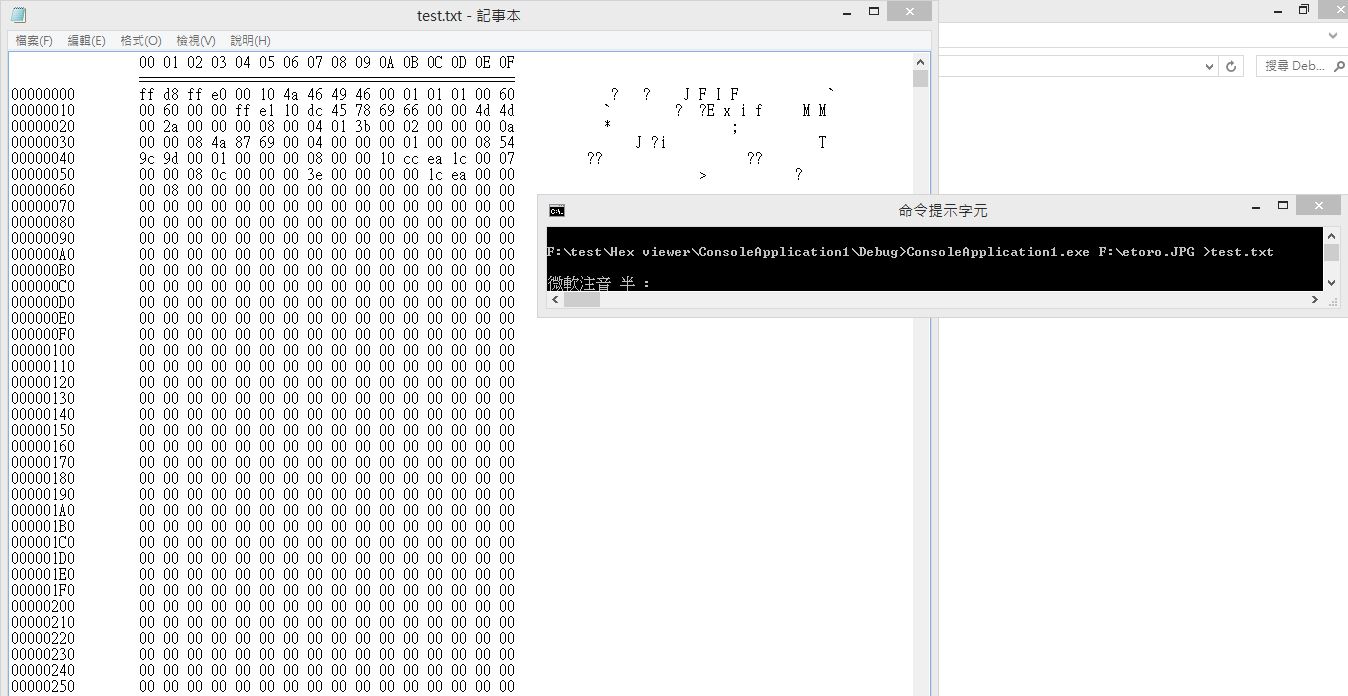 test.txt - 記事本
檔案(F) 編輯(E) 格式(O) 檢視(V) 說明(H)
搜尋 Deb...
00 01 02 03 04 05 06 07 08 09 0A 0B 0C 0D 0E 0F
00000000 ff d8 ff e0 00 10 4a 46 49 46 00 01 01 01 00 60 ? ? J F I F `
00000010 00 60 00 00 ff e1 10 dc 45 78 69 66 00 00 4d 4d ` ? ?E x i f M M
00000020 00 2a 00 00 00 08 00 04 01 3b 00 02 00 00 00 0a * ;
00000030 00 00 08 4a 87 69 00 04 00 00 00 01 00 00 08 54 J ?i T
00000040 9c 9d 00 01 00 00 00 08 00 00 10 cc ea 1c 00 07 ?? ??
00000050 00 00 08 0c 00 00 00 3e 00 00 00 00 1c ea 00 00 > ?
00000060 00 08 00 00 00 00 00 00 00 00 00 00 00 00 00 00
00000070 00 00 00 00 00 00 00 00 00 00 00 00 00 00 00 00
00000080 00 00 00 00 00 00 00 00 00 00 00 00 00 00 00 00
00000090 00 00 00 00 00 00 00 00 00 00 00 00 00 00 00 00
000000A0 00 00 00 00 00 00 00 00 00 00 00 00 00 00 00 00
000000B0 00 00 00 00 00 00 00 00 00 00 00 00 00 00 00 00
000000C0 00 00 00 00 00 00 00 00 00 00 00 00 00 00 00 00
000000D0 00 00 00 00 00 00 00 00 00 00 00 00 00 00 00 00
000000E0 00 00 00 00 00 00 00 00 00 00 00 00 00 00 00 00
000000F0 00 00 00 00 00 00 00 00 00 00 00 00 00 00 00 00
00000100 00 00 00 00 00 00 00 00 00 00 00 00 00 00 00 00
00000110 00 00 00 00 00 00 00 00 00 00 00 00 00 00 00 00
00000120 00 00 00 00 00 00 00 00 00 00 00 00 00 00 00 00
00000130 00 00 00 00 00 00 00 00 00 00 00 00 00 00 00 00
00000140 00 00 00 00 00 00 00 00 00 00 00 00 00 00 00 00
00000150 00 00 00 00 00 00 00 00 00 00 00 00 00 00 00 00
00000160 00 00 00 00 00 00 00 00 00 00 00 00 00 00 00 00
00000170 00 00 00 00 00 00 00 00 00 00 00 00 00 00 00 00
00000180 00 00 00 00 00 00 00 00 00 00 00 00 00 00 00 00
00000190 00 00 00 00 00 00 00 00 00 00 00 00 00 00 00 00
000001A0 00 00 00 00 00 00 00 00 00 00 00 00 00 00 00 00
000001B0 00 00 00 00 00 00 00 00 00 00 00 00 00 00 00 00
000001C0 00 00 00 00 00 00 00 00 00 00 00 00 00 00 00 00
000001D0 00 00 00 00 00 00 00 00 00 00 00 00 00 00 00 00
000001E0 00 00 00 00 00 00 00 00 00 00 00 00 00 00 00 00
000001F0 00 00 00 00 00 00 00 00 00 00 00 00 00 00 00 00
00000200 00 00 00 00 00 00 00 00 00 00 00 00 00 00 00 00
00000210 00 00 00 00 00 00 00 00 00 00 00 00 00 00 00 00
00000220 00 00 00 00 00 00 00 00 00 00 00 00 00 00 00 00
00000230 00 00 00 00 00 00 00 00 00 00 00 00 00 00 00 00
00000240 00 00 00 00 00 00 00 00 00 00 00 00 00 00 00 00
00000250 00 00 00 00 00 00 00 00 00 00 00 00 00 00 00 00
C:\.
命令提示字元
F:\test\Hex viewer\ConsoleApplication1\Debug>ConsoleApplication1.exe F:\etoro.JPG >test.txt
微軟注音 半 :